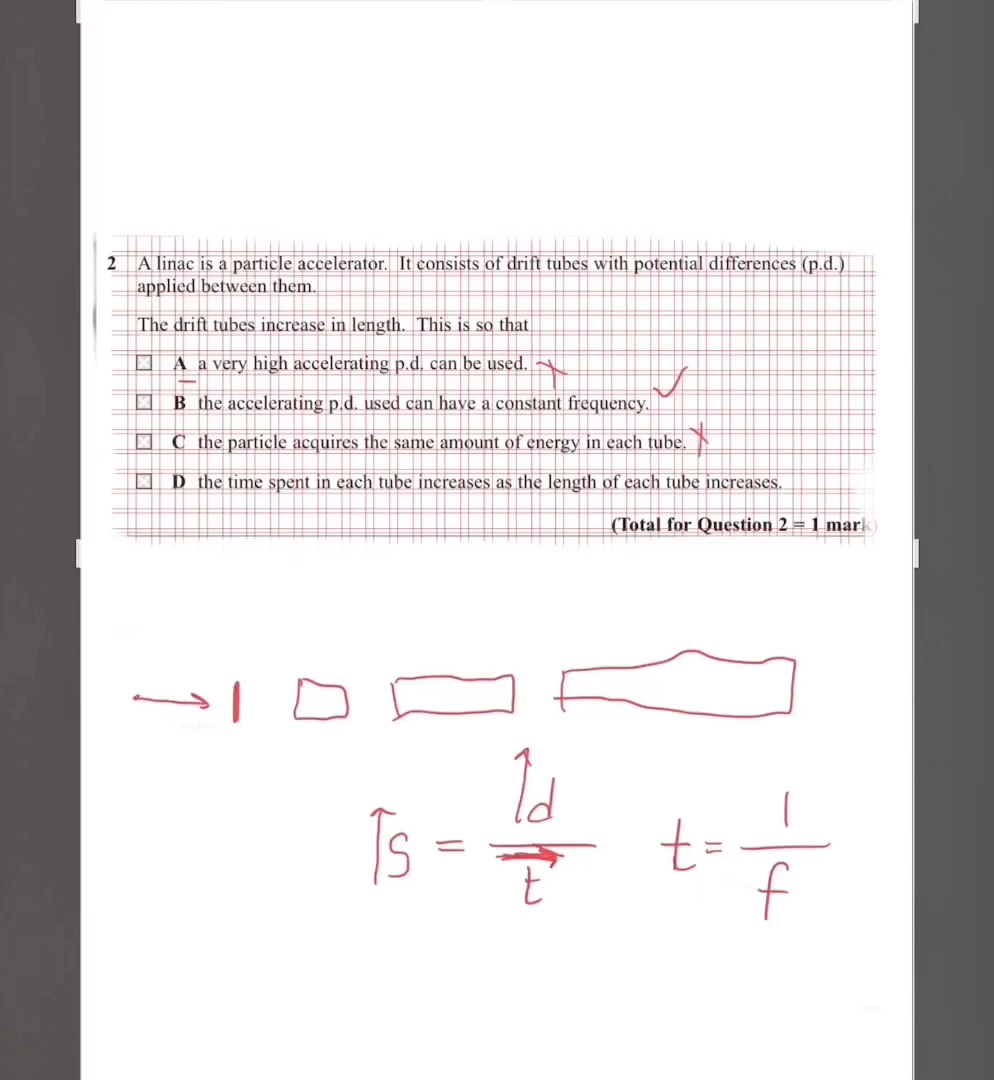 2 A linac is a particle accelerator. It consists of drift tubes with potential differences (p.d.)
applied between them.
The drift tubes increase in length. This is so that
A a very high accelerating p.d. can be used.
B the accelerating p.d. used can have a constant frequency.
C the particle acquires the same amount of energy in each tube.
D the time spent in each tube increases as the length of each tube increases.
(Total for Question 2 = 1 mark)
↑s = ↑d / t t = 1 / f